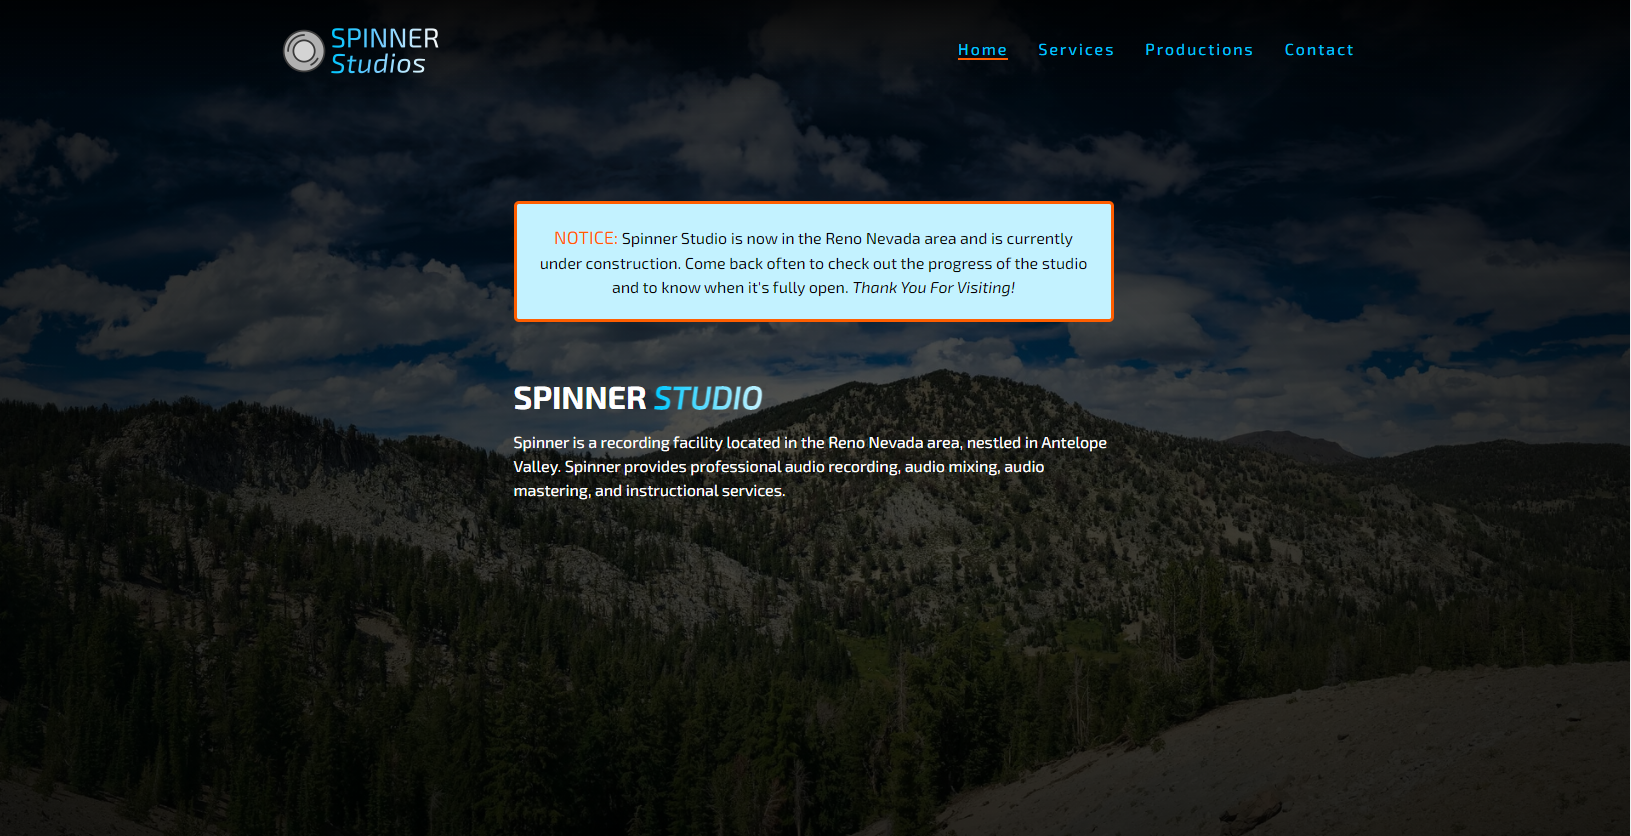 SPINNER
Studios
Home Services Productions Contact
NOTICE: Spinner Studio is now in the Reno Nevada area and is currently
under construction. Come back often to check out the progress of the studio
and to know when it's fully open. Thank You For Visiting!
SPINNER STUDIO
Spinner is a recording facility located in the Reno Nevada area, nestled in Antelope
Valley. Spinner provides professional audio recording, audio mixing, audio
mastering, and instructional services.